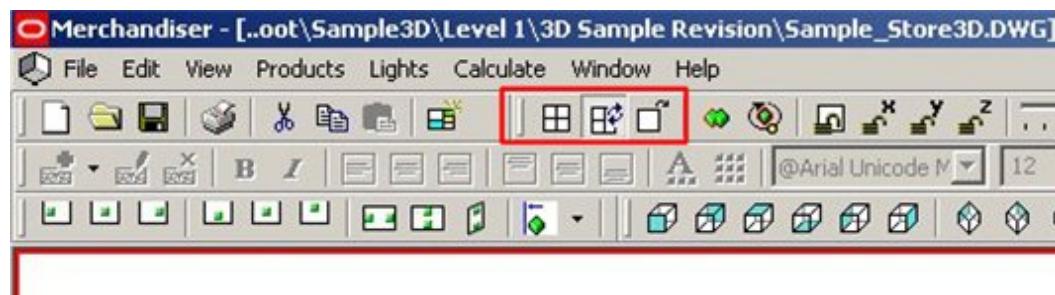 Merchandiser - [..oot\Sample3D\Level 1\3D Sample Revision\Sample_Store3D.DWG]
File Edit View Products Lights Calculate Window Help
x y z
B I A @Arial Unicode M 12